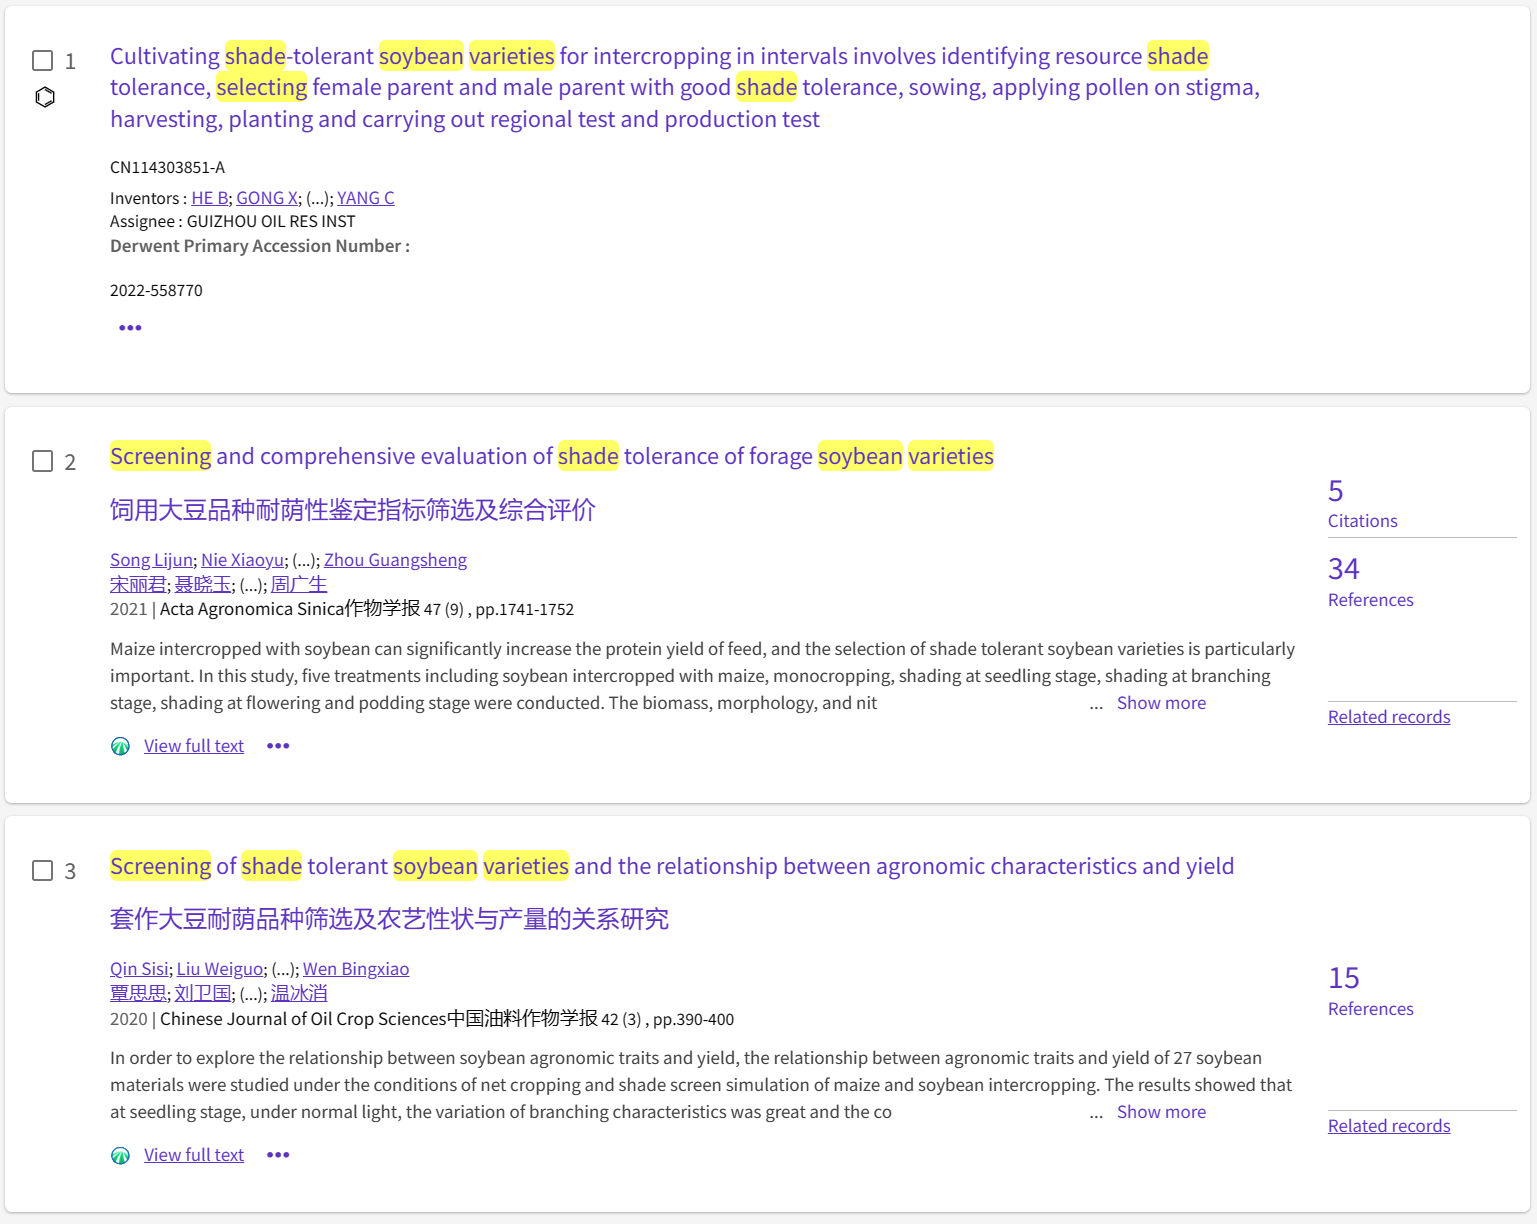 1
Cultivating shade-tolerant soybean varieties for intercropping in intervals involves identifying resource shade
tolerance, selecting female parent and male parent with good shade tolerance, sowing, applying pollen on stigma,
harvesting, planting and carrying out regional test and production test
CN114303851-A
Inventors : HE B; GONG X; (...); YANG C
Assignee : GUIZHOU OIL RES INST
Derwent Primary Accession Number :
2022-558770
2
Screening and comprehensive evaluation of shade tolerance of forage soybean varieties
饲用大豆品种耐荫性鉴定指标筛选及综合评价
Song Lijun; Nie Xiaoyu; (...); Zhou Guangsheng
宋丽君; 聂晓玉; (...); 周广生
2021 | Acta Agronomica Sinica作物学报 47 (9) , pp.1741-1752
Maize intercropped with soybean can significantly increase the protein yield of feed, and the selection of shade tolerant soybean varieties is particularly
important. In this study, five treatments including soybean intercropped with maize, monocropping, shading at seedling stage, shading at branching
stage, shading at flowering and podding stage were conducted. The biomass, morphology, and nit ... Show more
View full text
5
Citations
34
References
Related records
3
Screening of shade tolerant soybean varieties and the relationship between agronomic characteristics and yield
套作大豆耐荫品种筛选及农艺性状与产量的关系研究
Qin Sisi; Liu Weiguo; (...); Wen Bingxiao
覃思思; 刘卫国; (...); 温冰消
2020 | Chinese Journal of Oil Crop Sciences中国油料作物学报 42 (3) , pp.390-400
In order to explore the relationship between soybean agronomic traits and yield, the relationship between agronomic traits and yield of 27 soybean
materials were studied under the conditions of net cropping and shade screen simulation of maize and soybean intercropping. The results showed that
at seedling stage, under normal light, the variation of branching characteristics was great and the co ... Show more
View full text
15
References
Related records